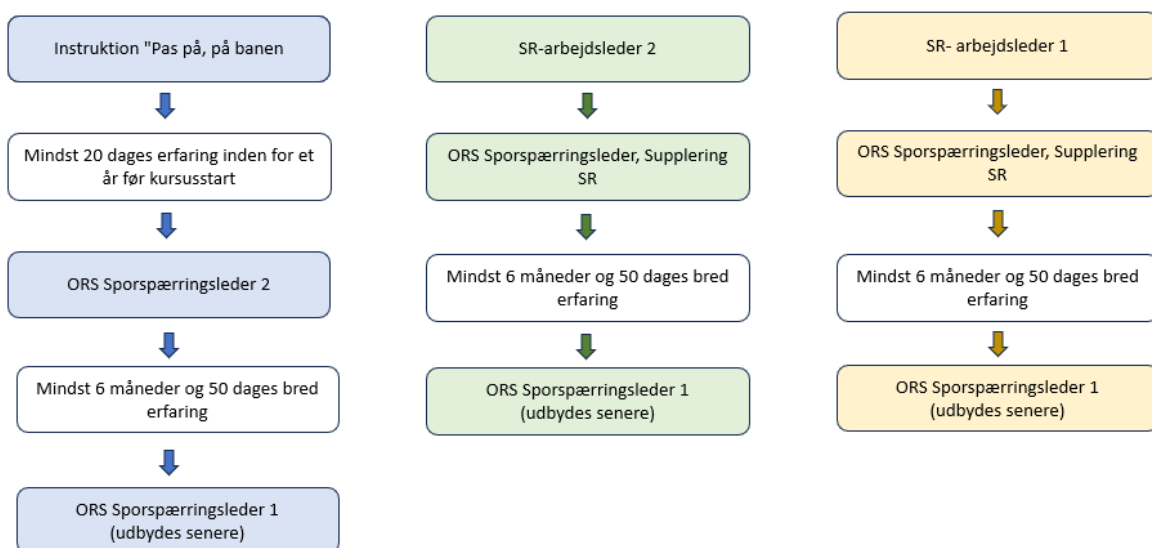 Instruktion "Pas på, på banen
Mindst 20 dages erfaring inden for et
år før kursusstart
ORS Sporspærringsleder 2
Mindst 6 måneder og 50 dages bred
erfaring
ORS Sporspærringsleder 1
(udbydes senere)
SR-arbejdsleder 2
ORS Sporspærringsleder, Supplering
SR
Mindst 6 måneder og 50 dages bred
erfaring
ORS Sporspærringsleder 1
(udbydes senere)
SR- arbejdsleder 1
ORS Sporspærringsleder, Supplering
SR
Mindst 6 måneder og 50 dages bred
erfaring
ORS Sporspærringsleder 1
(udbydes senere)